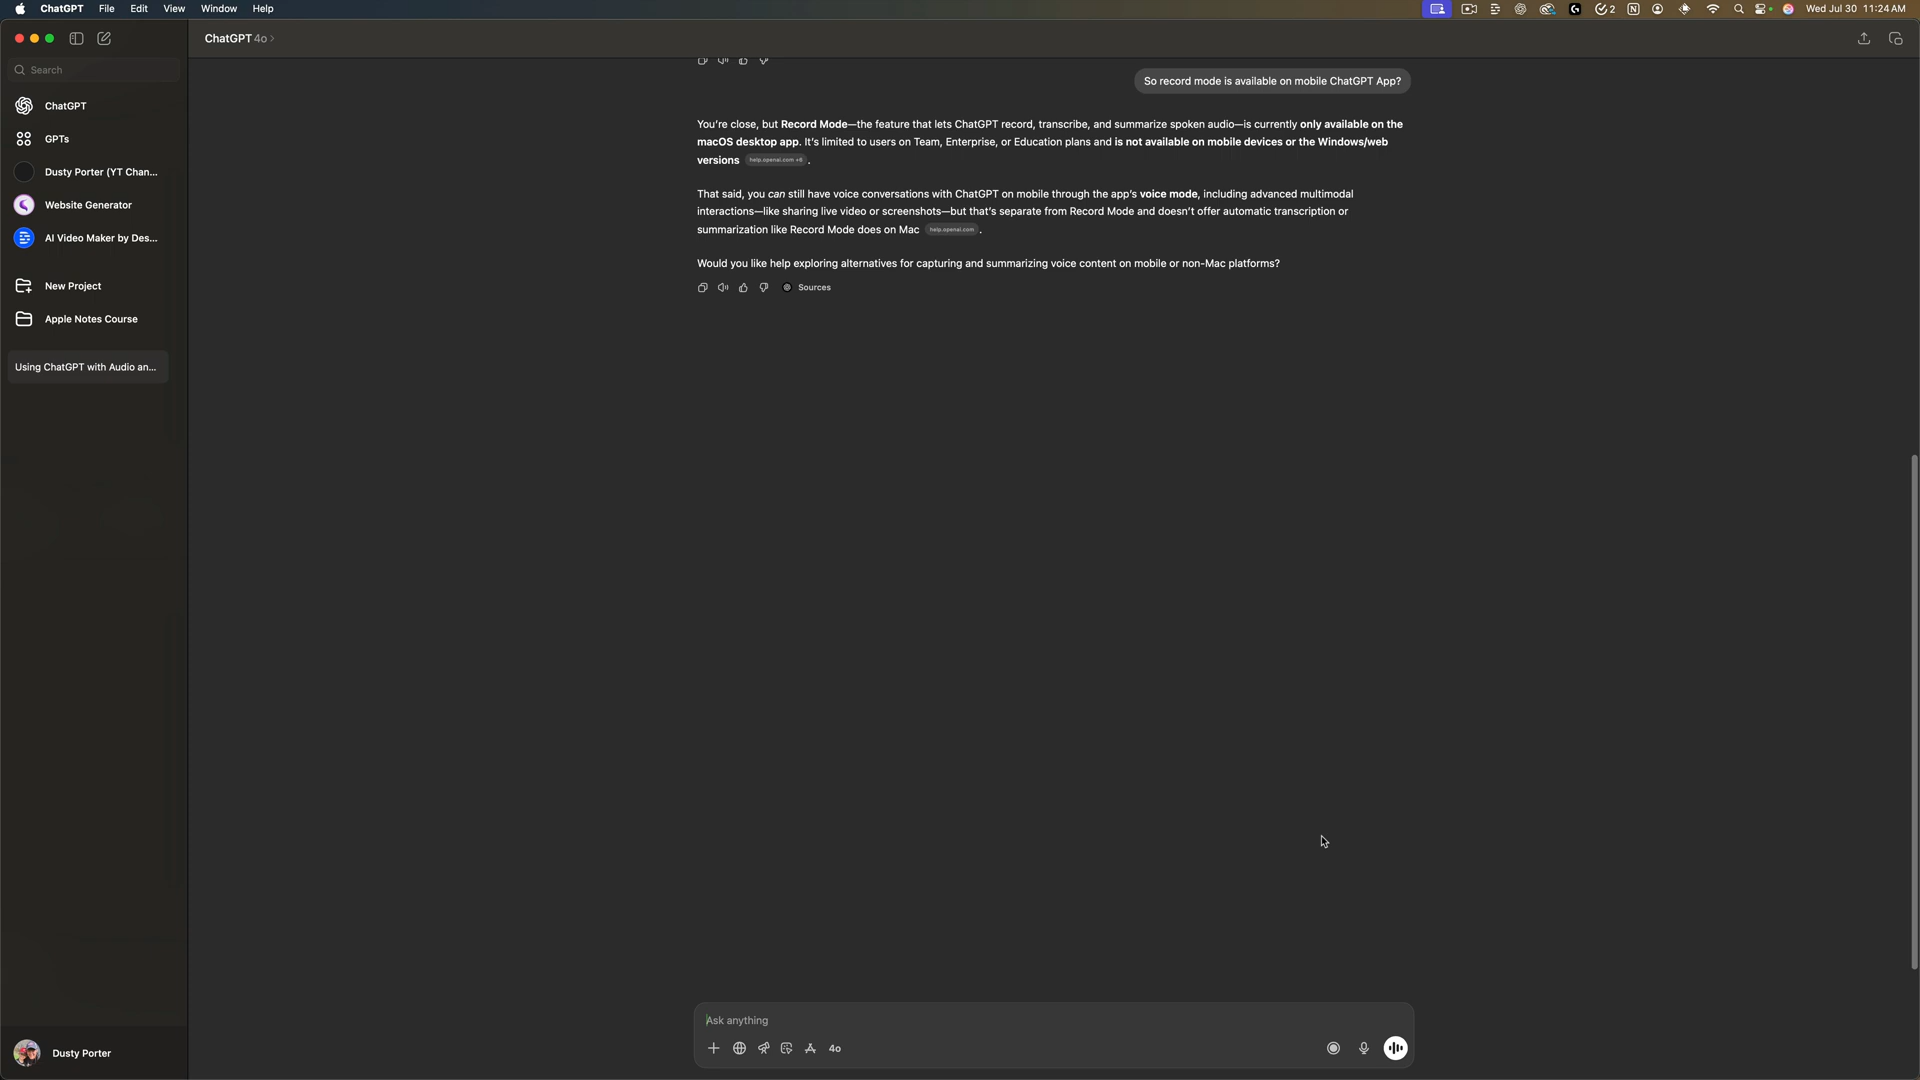 ChatGPT File Edit View Window Help
2
Wed Jul 30 11:24 AM
ChatGPT 4o >
Search
ChatGPT
GPTs
Dusty Porter (YT Chan...
Website Generator
AI Video Maker by Des...
New Project
Apple Notes Course
Using ChatGPT with Audio an...
Dusty Porter
So record mode is available on mobile ChatGPT App?
You're close, but Record Mode—the feature that lets ChatGPT record, transcribe, and summarize spoken audio—is currently only available on the
macOS desktop app. It's limited to users on Team, Enterprise, or Education plans and is not available on mobile devices or the Windows/web
versions help.openai.com +6 .
That said, you can still have voice conversations with ChatGPT on mobile through the app's voice mode, including advanced multimodal
interactions—like sharing live video or screenshots—but that's separate from Record Mode and doesn't offer automatic transcription or
summarization like Record Mode does on Mac help.openai.com .
Would you like help exploring alternatives for capturing and summarizing voice content on mobile or non-Mac platforms?
Sources
Ask anything
4o